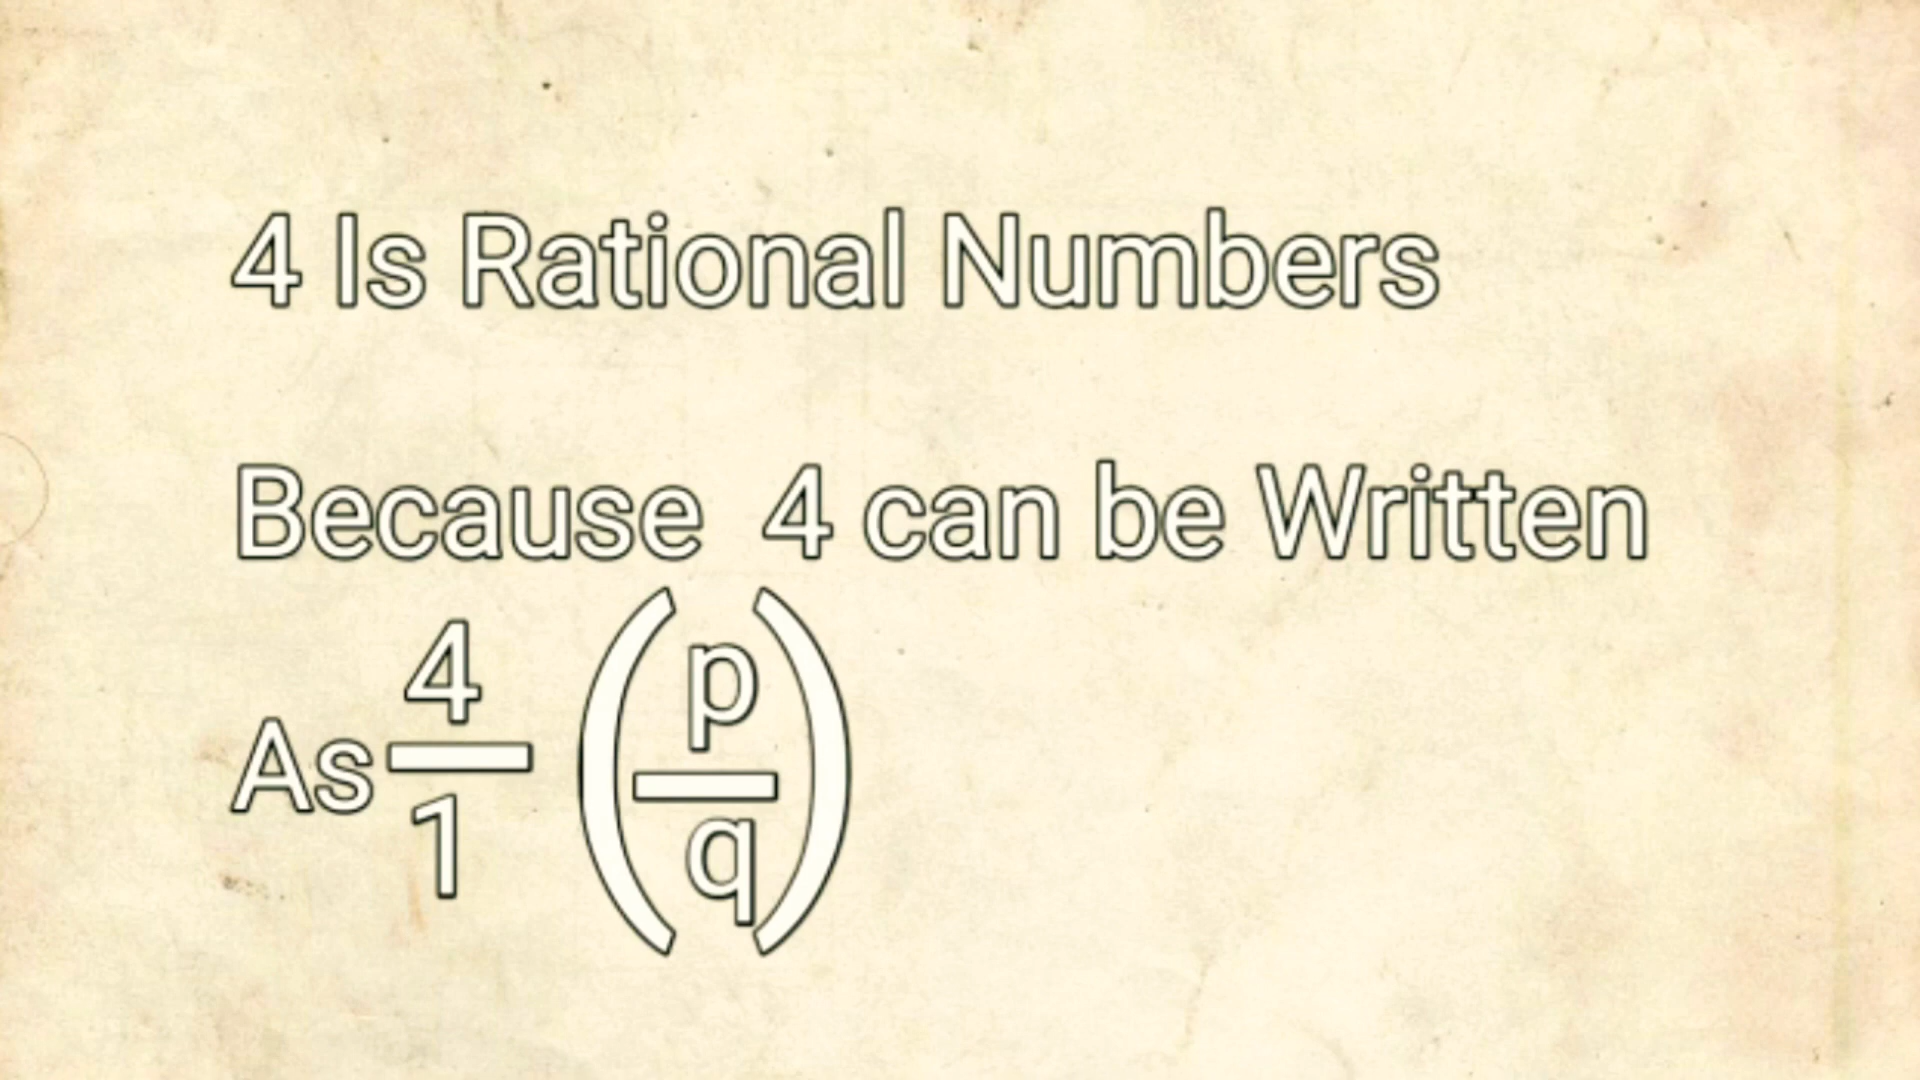 4 Is Rational Numbers
Because 4 can be Written
As 4/1 (p/q)